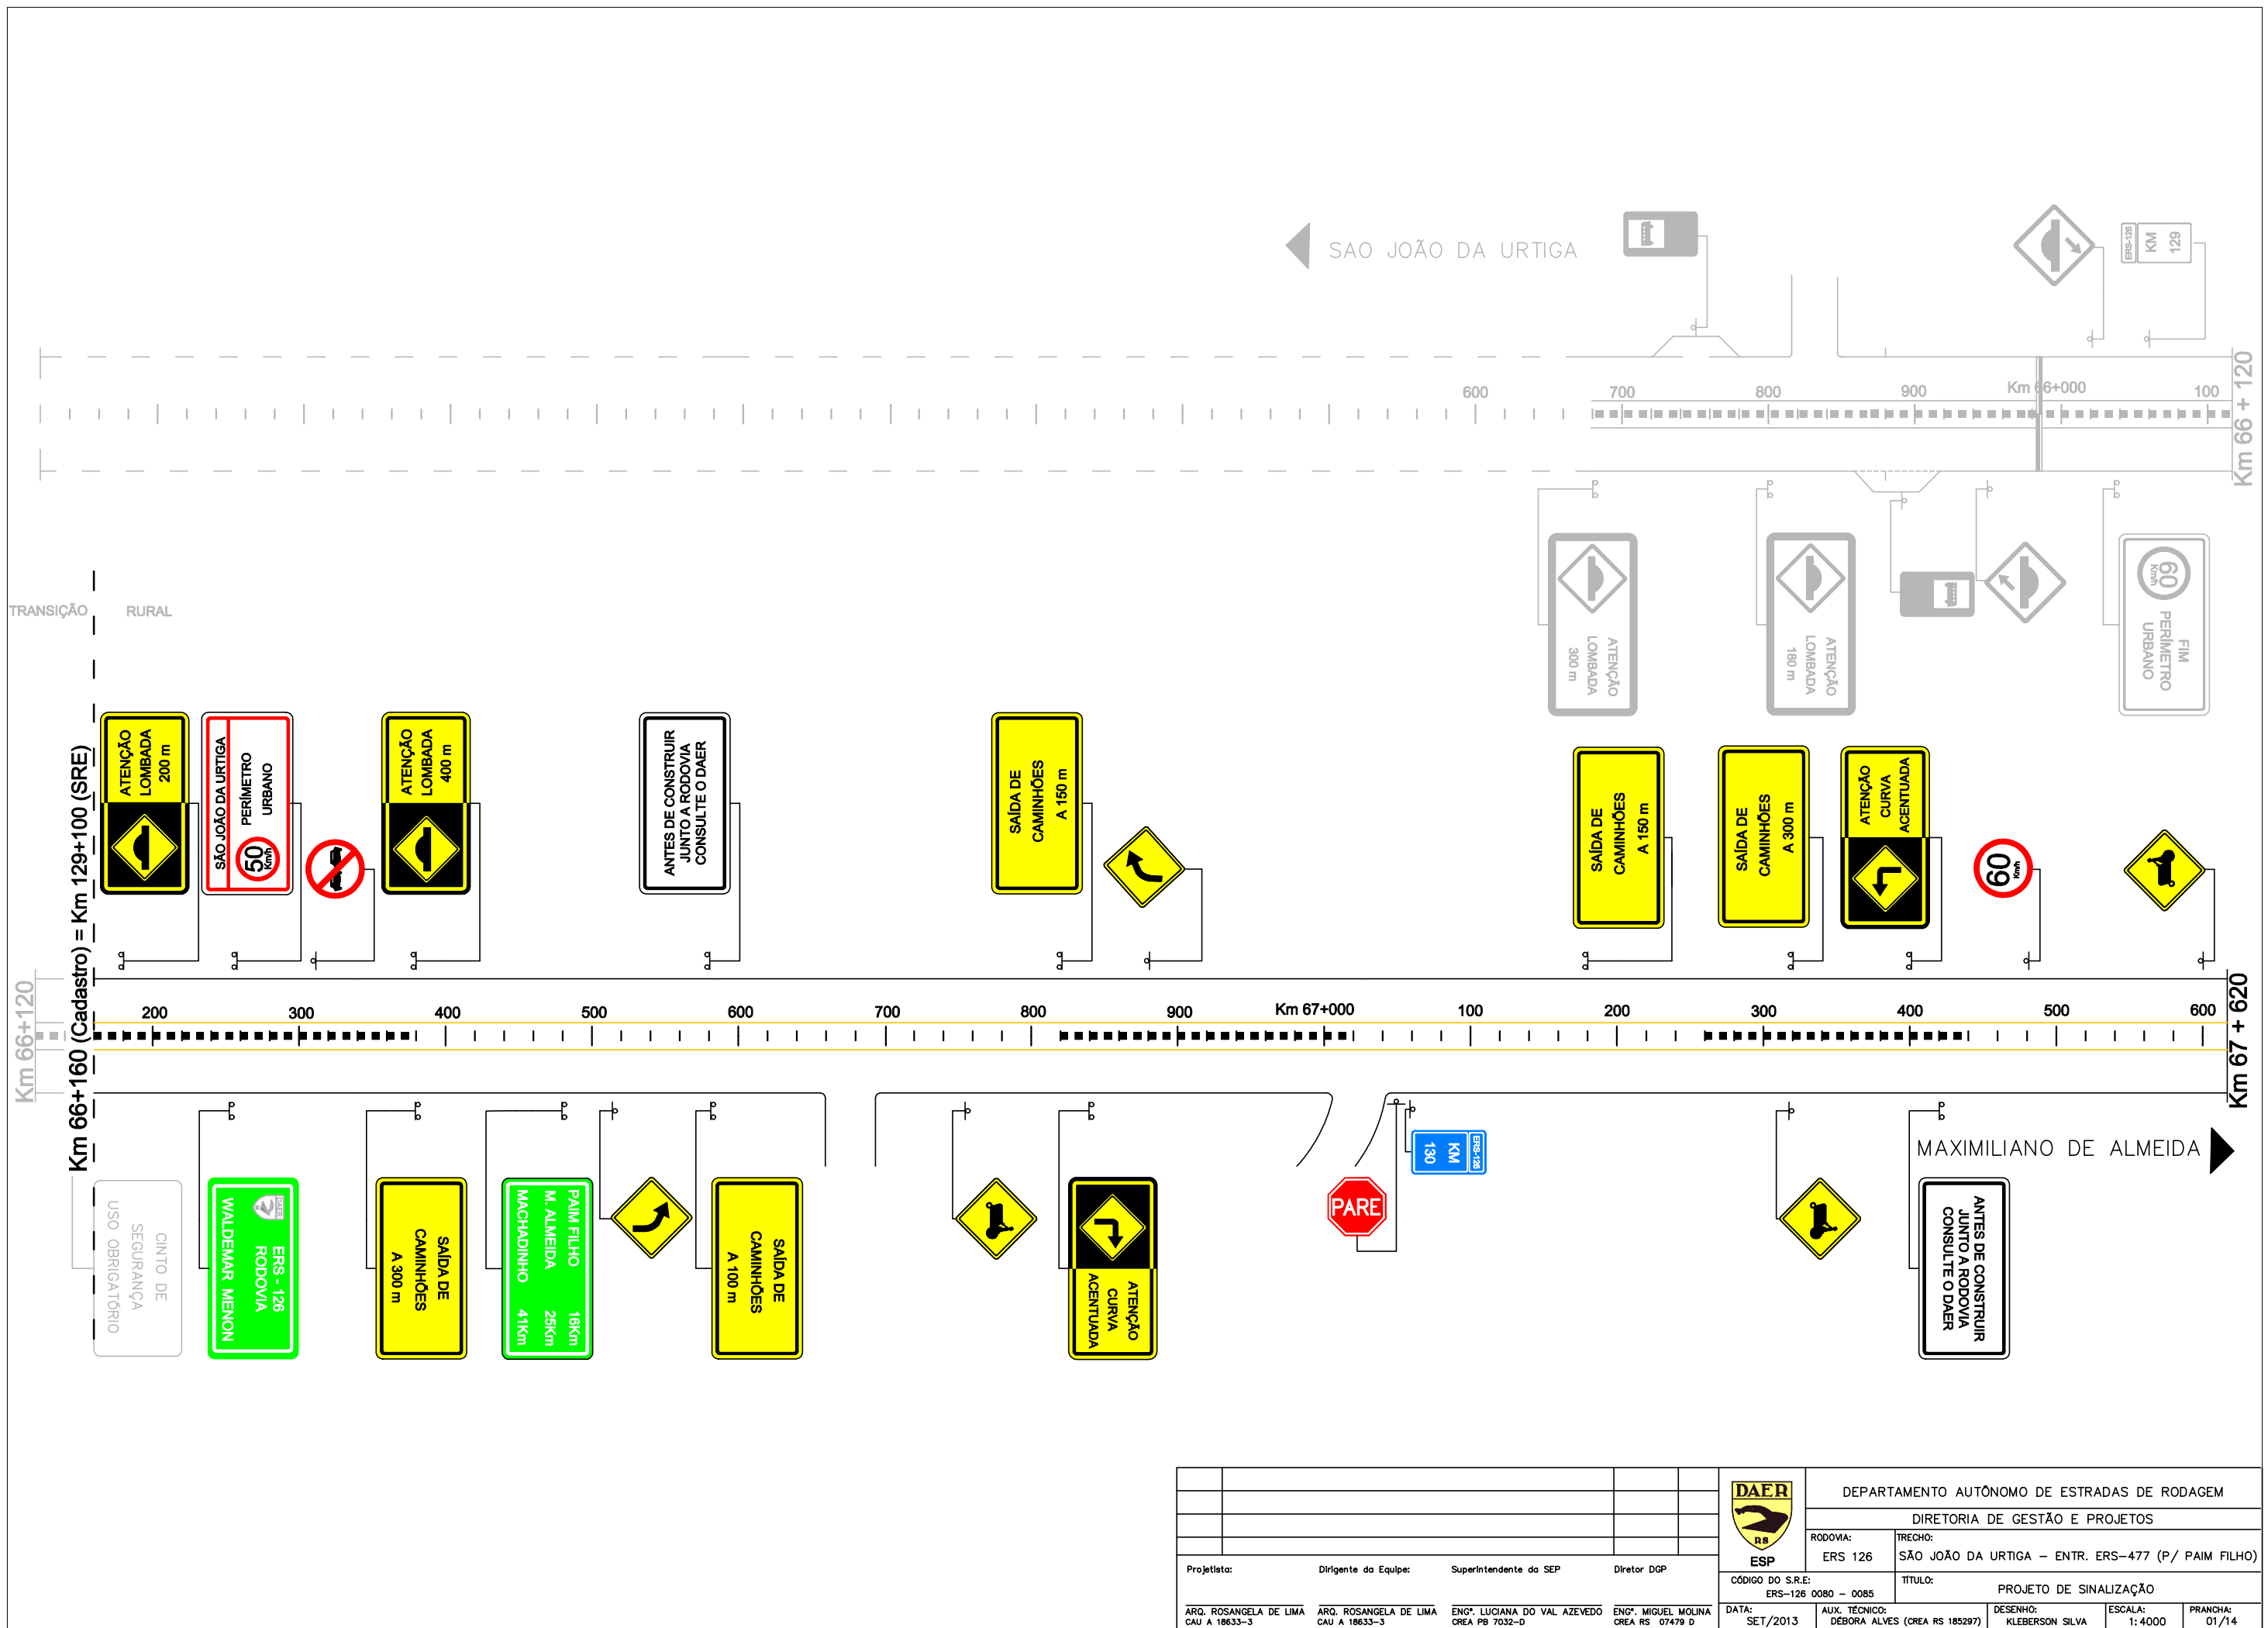 SAO JOÃO DA URTIGA
ERS-126
KM
129
600
700
800
900
Km 66+000
100
Km 66 + 120
ATENÇÃO
LOMBADA
300 m
ATENÇÃO
LOMBADA
180 m
60
Km/h
FIM
PERÍMETRO
URBANO
TRANSIÇÃO
RURAL
ATENÇÃO
LOMBADA
200 m
SÃO JOÃO DA URTIGA
PERÍMETRO
URBANO
50
Km/h
ATENÇÃO
LOMBADA
400 m
ANTES DE CONSTRUIR
JUNTO A RODOVIA
CONSULTE O DAER
SAÍDA DE
CAMINHÕES
A 150 m
SAÍDA DE
CAMINHÕES
A 150 m
SAÍDA DE
CAMINHÕES
A 300 m
ATENÇÃO
CURVA
ACENTUADA
60
Km/h
Km 66+120
Km 66+160 (Cadastro) = Km 129+100 (SRE)
200
300
400
500
600
700
800
900
Km 67+000
100
200
300
400
500
600
Km 67 + 620
CINTO DE
SEGURANÇA
USO OBRIGATÓRIO
DAER
ERS - 126
RODOVIA
WALDEMAR MENON
SAÍDA DE
CAMINHÕES
A 300 m
PAIM FILHO 16Km
M. ALMEIDA 25Km
MACHADINHO 41Km
SAÍDA DE
CAMINHÕES
A 100 m
ATENÇÃO
CURVA
ACENTUADA
PARE
ERS-126
KM
130
MAXIMILIANO DE ALMEIDA
ANTES DE CONSTRUIR
JUNTO A RODOVIA
CONSULTE O DAER
DAER
RS
ESP
DEPARTAMENTO AUTÔNOMO DE ESTRADAS DE RODAGEM
DIRETORIA DE GESTÃO E PROJETOS
RODOVIA:
ERS 126
TRECHO:
SÃO JOÃO DA URTIGA - ENTR. ERS-477 (P/ PAIM FILHO)
CÓDIGO DO S.R.E:
ERS-126 0080 - 0085
TÍTULO:
PROJETO DE SINALIZAÇÃO
Projetista:
Dirigente da Equipe:
Superintendente da SEP
Diretor DGP
ARQ. ROSANGELA DE LIMA
CAU A 18633-3
ARQ. ROSANGELA DE LIMA
CAU A 18633-3
ENGª. LUCIANA DO VAL AZEVEDO
CREA PB 7032-D
ENGº. MIGUEL MOLINA
CREA RS 07479 D
DATA:
SET/2013
AUX. TÉCNICO:
DÉBORA ALVES (CREA RS 185297)
DESENHO:
KLEBERSON SILVA
ESCALA:
1:4000
PRANCHA:
01/14